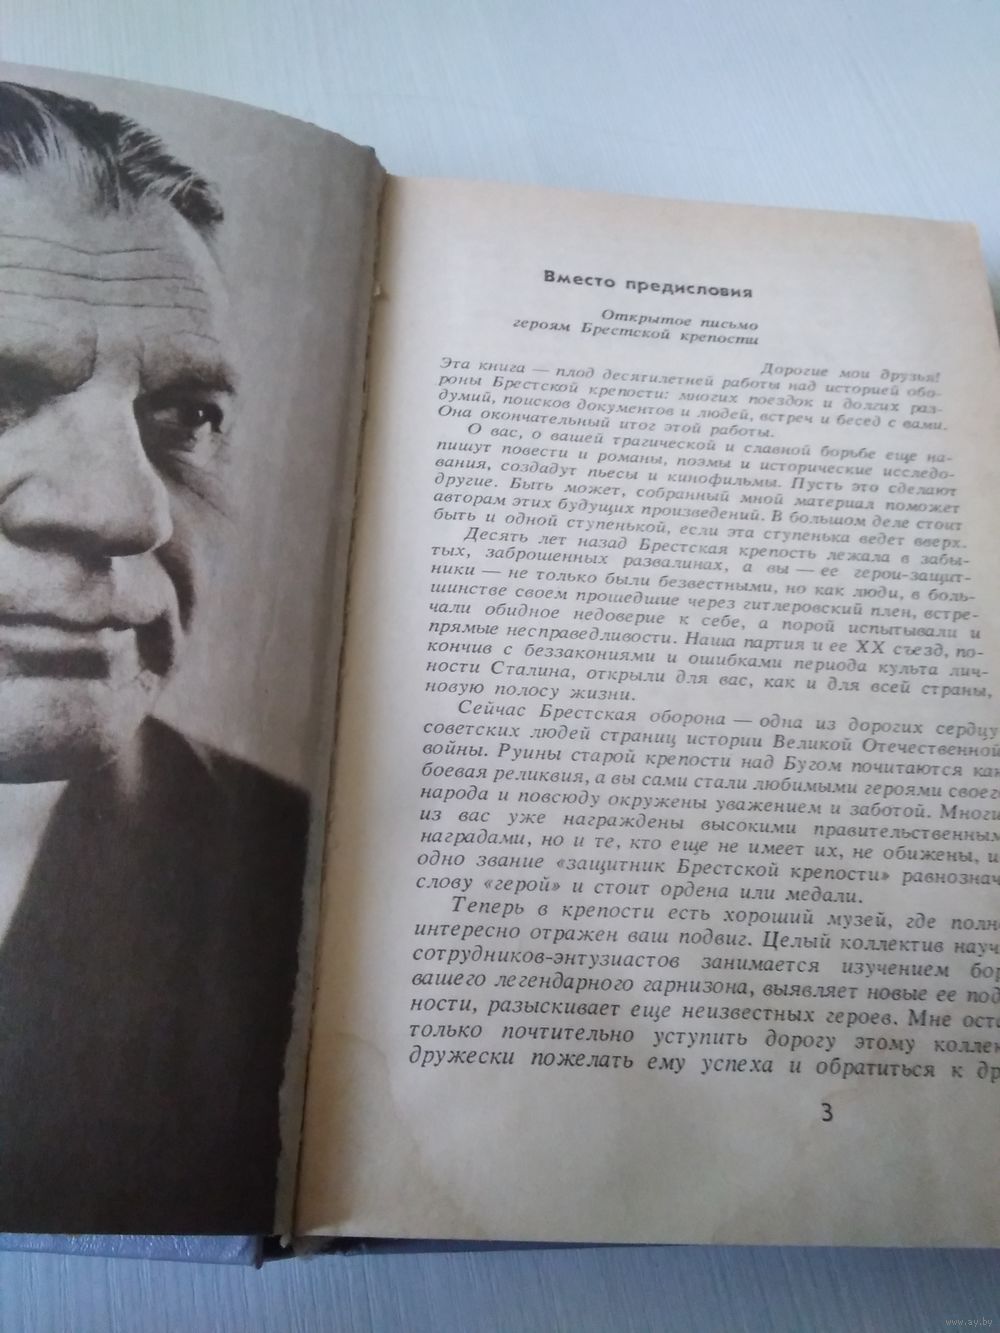 Вместо предисловия
Открытое письмо
героям Брестской крепости
Дорогие мои друзья!
Эта книга — плод десятилетней работы над историей обо-
роны Брестской крепости: многих поездок и долгих раз-
думий, поисков документов и людей, встреч и бесед с вами.
Она окончательный итог этой работы.
О вас, о вашей трагической и славной борьбе еще на-
пишут повести и романы, поэмы и исторические исследо-
вания, создадут пьесы и кинофильмы. Пусть это сделают
другие. Быть может, собранный мной материал поможет
авторам этих будущих произведений. В большом деле стоит
быть и одной ступенькой, если эта ступенька ведет вверх.
Десять лет назад Брестская крепость лежала в забы-
тых, заброшенных развалинах, а вы — ее герои-защит-
ники — не только были безвестными, но как люди, в боль-
шинстве своем прошедшие через гитлеровский плен, встре-
чали обидное недоверие к себе, а порой испытывали и
прямые несправедливости. Наша партия и ее XX съезд, по-
кончив с беззакониями и ошибками периода культа лич-
ности Сталина, открыли для вас, как и для всей страны,
новую полосу жизни.
Сейчас Брестская оборона — одна из дорогих сердцу
советских людей страниц истории Великой Отечественной
войны. Руины старой крепости над Бугом почитаются как
боевая реликвия, а вы сами стали любимыми героями своег
народа и повсюду окружены уважением и заботой. Многи
из вас уже награждены высокими правительственным
наградами, но и те, кто еще не имеет их, не обижены, и
одно звание «защитник Брестской крепости» равнознач
слову «герой» и стоит ордена или медали.
Теперь в крепости есть хороший музей, где полн
интересно отражен ваш подвиг. Целый коллектив науч
сотрудников-энтузиастов занимается изучением бор
вашего легендарного гарнизона, выявляет новые ее под
ности, разыскивает еще неизвестных героев. Мне оста
только почтительно уступить дорогу этому коллек
дружески пожелать ему успеха и обратиться к др
3
www.ay.by